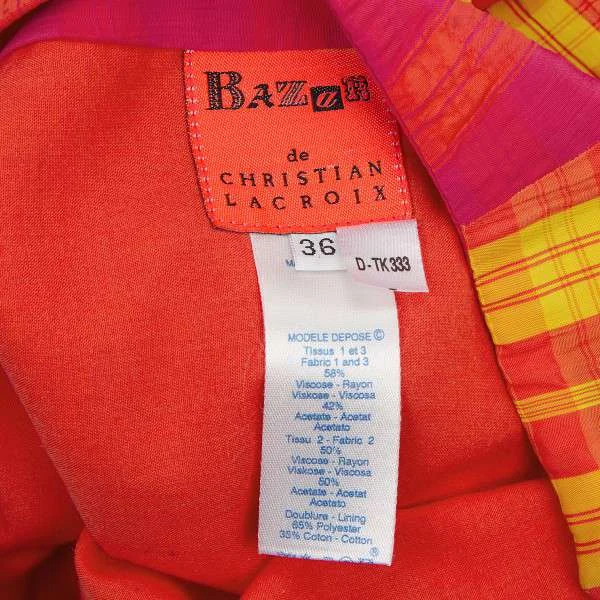 BAZAR
de
CHRISTIAN
LACROIX
36
D-TK333
MODELE DEPOSE ©
Tissus 1 et 3
Fabric 1 and 3
58%
Viscose - Rayon
Viskose - Viscosa
42%
Acetate - Acetat
Acetato
Tissu 2 - Fabric 2
50%
Viscose - Rayon
Viskose - Viscosa
50%
Acetate - Acetat
Acetato
Doublure - Lining
65% Polyester
35% Coton - Cotton